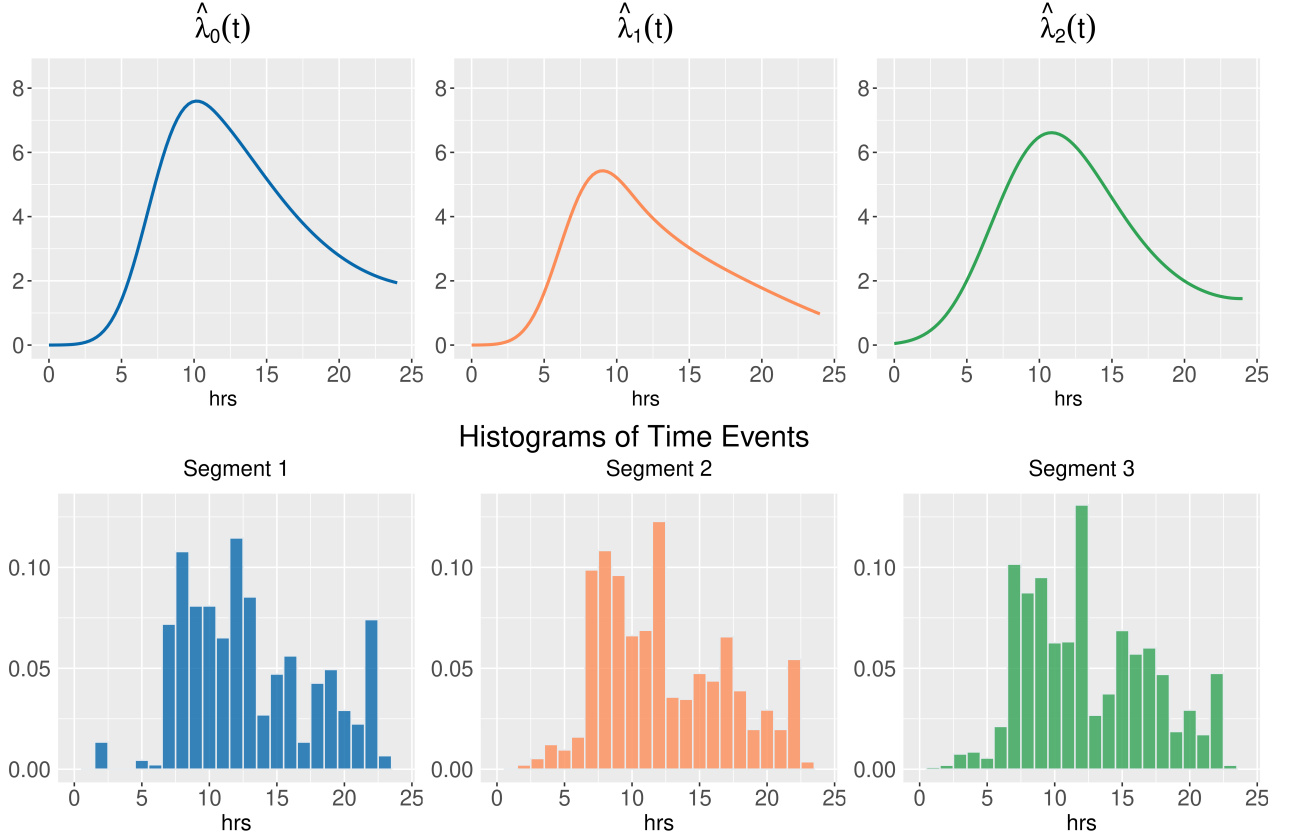 λ̂₀(t) λ̂₁(t) λ̂₂(t)
8 8 8
6 6 6
4 4 4
2 2 2
0 0 0
0 5 10 15 20 25 0 5 10 15 20 25 0 5 10 15 20 25
hrs hrs hrs
Histograms of Time Events
Segment 1 Segment 2 Segment 3
0.10 0.10 0.10
0.05 0.05 0.05
0.00 0.00 0.00
0 5 10 15 20 25 0 5 10 15 20 25 0 5 10 15 20 25
hrs hrs hrs